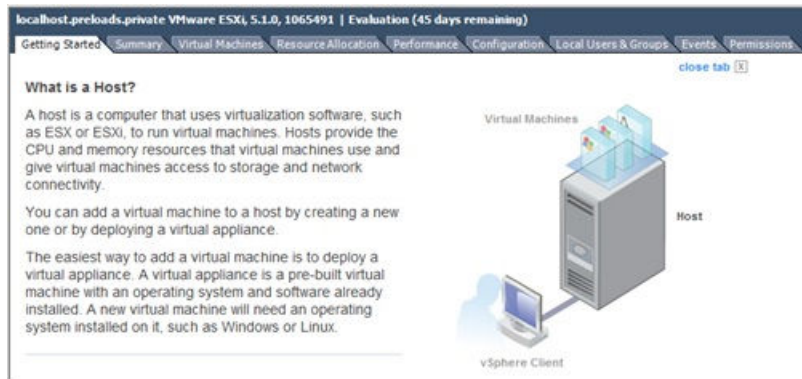 localhost.preloads.private VMware ESXi, 5.1.0, 1065491 | Evaluation (45 days remaining)
Getting Started Summary Virtual Machines Resource Allocation Performance Configuration Local Users & Groups Events Permissions
close tab X
What is a Host?
A host is a computer that uses virtualization software, such
as ESX or ESXi, to run virtual machines. Hosts provide the
CPU and memory resources that virtual machines use and
give virtual machines access to storage and network
connectivity.
You can add a virtual machine to a host by creating a new
one or by deploying a virtual appliance.
The easiest way to add a virtual machine is to deploy a
virtual appliance. A virtual appliance is a pre-built virtual
machine with an operating system and software already
installed. A new virtual machine will need an operating
system installed on it, such as Windows or Linux.
Virtual Machines
Host
vSphere Client